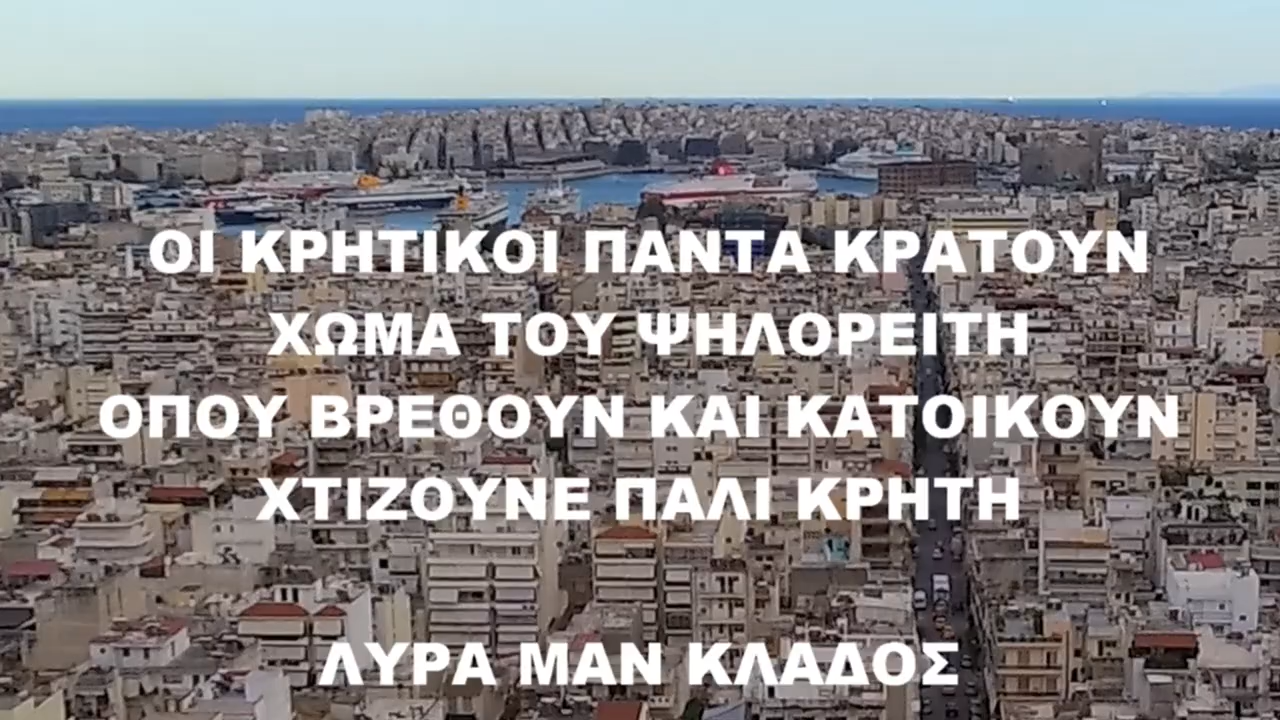 ΟΙ ΚΡΗΤΙΚΟΙ ΠΑΝΤΑ ΚΡΑΤΟΥΝ
ΧΩΜΑ ΤΟΥ ΨΗΛΟΡΕΙΤΗ
ΟΠΟΥ ΒΡΕΘΟΥΝ ΚΑΙ ΚΑΤΟΙΚΟΥΝ
ΧΤΙΖΟΥΝΕ ΠΑΛΙ ΚΡΗΤΗ
ΛΥΡΑ ΜΑΝ ΚΛΑΔΟΣ